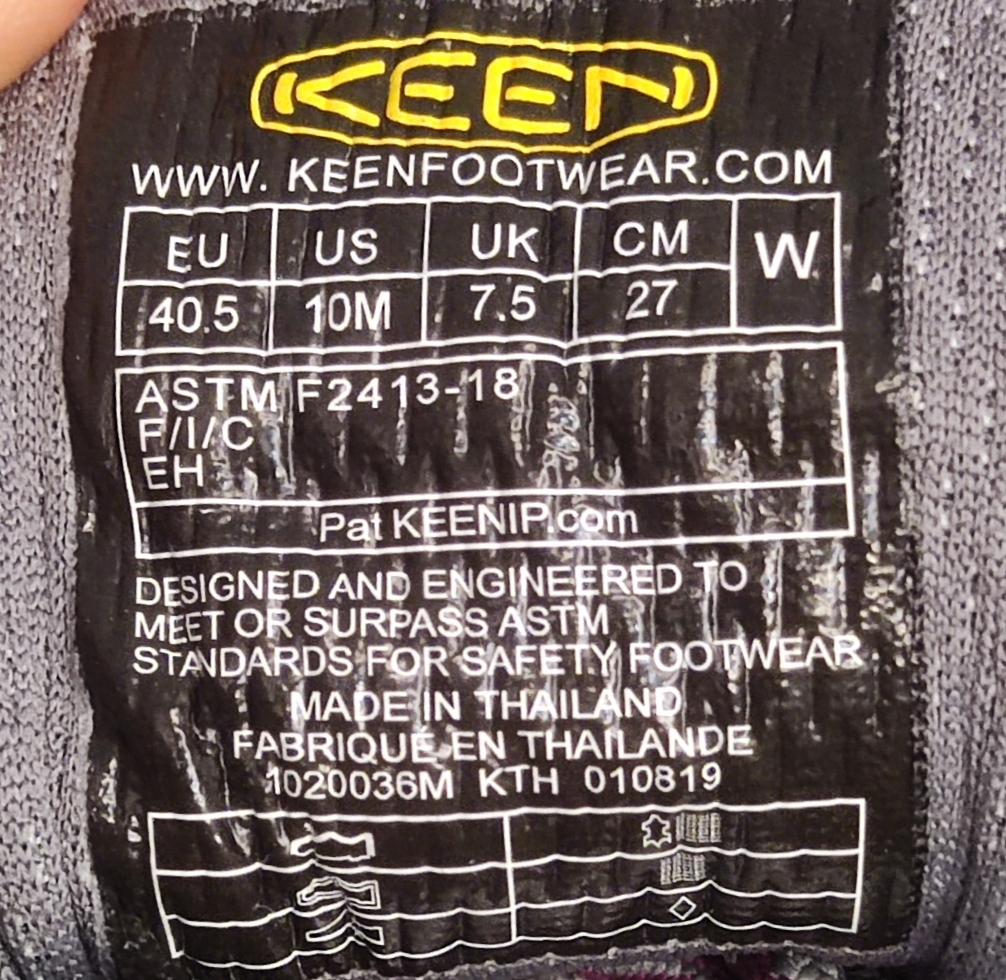 KEEN
WWW. KEENFOOTWEAR.COM
EU US UK CM W
40.5 10M 7.5 27
ASTM F2413-18
F/I/C
EH
Pat KEENIP.com
DESIGNED AND ENGINEERED TO
MEET OR SURPASS ASTM
STANDARDS FOR SAFETY FOOTWEAR
MADE IN THAILAND
FABRIQUÉ EN THAÏLANDE
1020036M KTH 010819